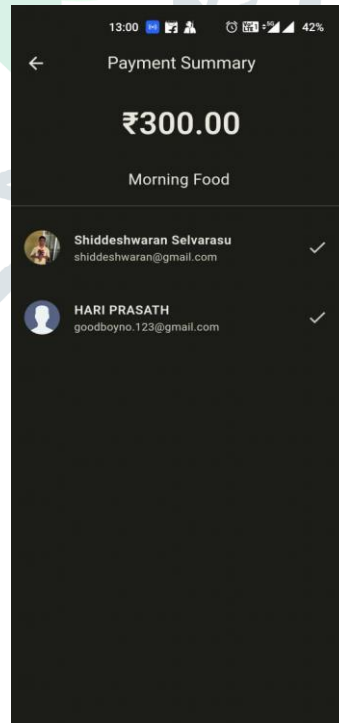 13:00 42%
Payment Summary
₹300.00
Morning Food
Shiddeshwaran Selvarasu
shiddeshwaran@gmail.com
HARI PRASATH
goodboyno.123@gmail.com